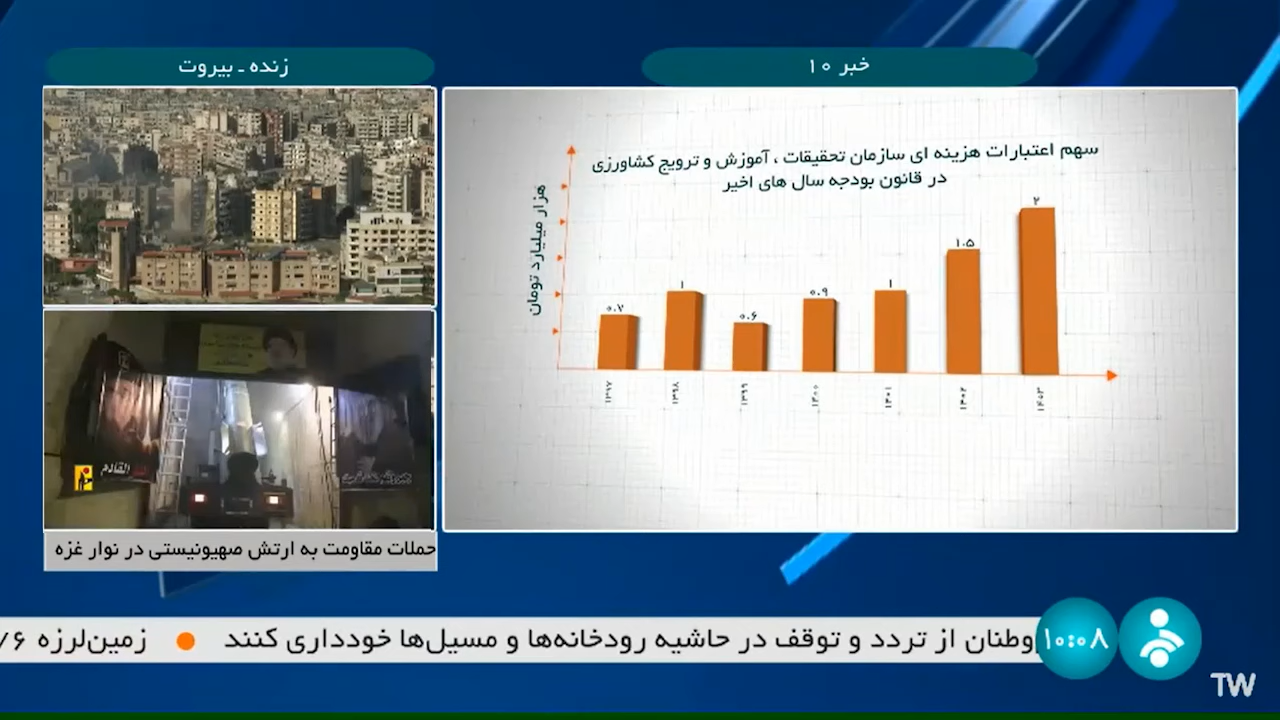 زنده ـ بیروت
خبر ۱۰
سهم اعتبارات هزینه ای سازمان تحقیقات ، آموزش و ترویج کشاورزی
در قانون بودجه سال های اخیر
هزار میلیارد تومان
۰.۷
۱
۰.۶
۰.۹
۱
۱.۵
۲
۱۳۹۷
۱۳۹۸
۱۳۹۹
۱۴۰۰
۱۴۰۱
۱۴۰۲
۱۴۰۳
القادم
حملات مقاومت به ارتش صهیونیستی در نوار غزه
وطنان از تردد و توقف در حاشیه رودخانه‌ها و مسیل‌ها خودداری کنند ● زمین‌لرزه ۶/
۱۰:۰۸
TW